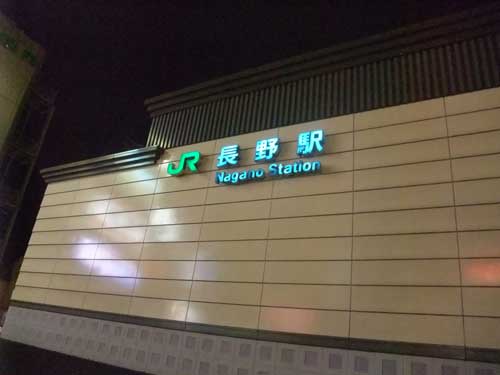 JR 長野駅
Nagano Station